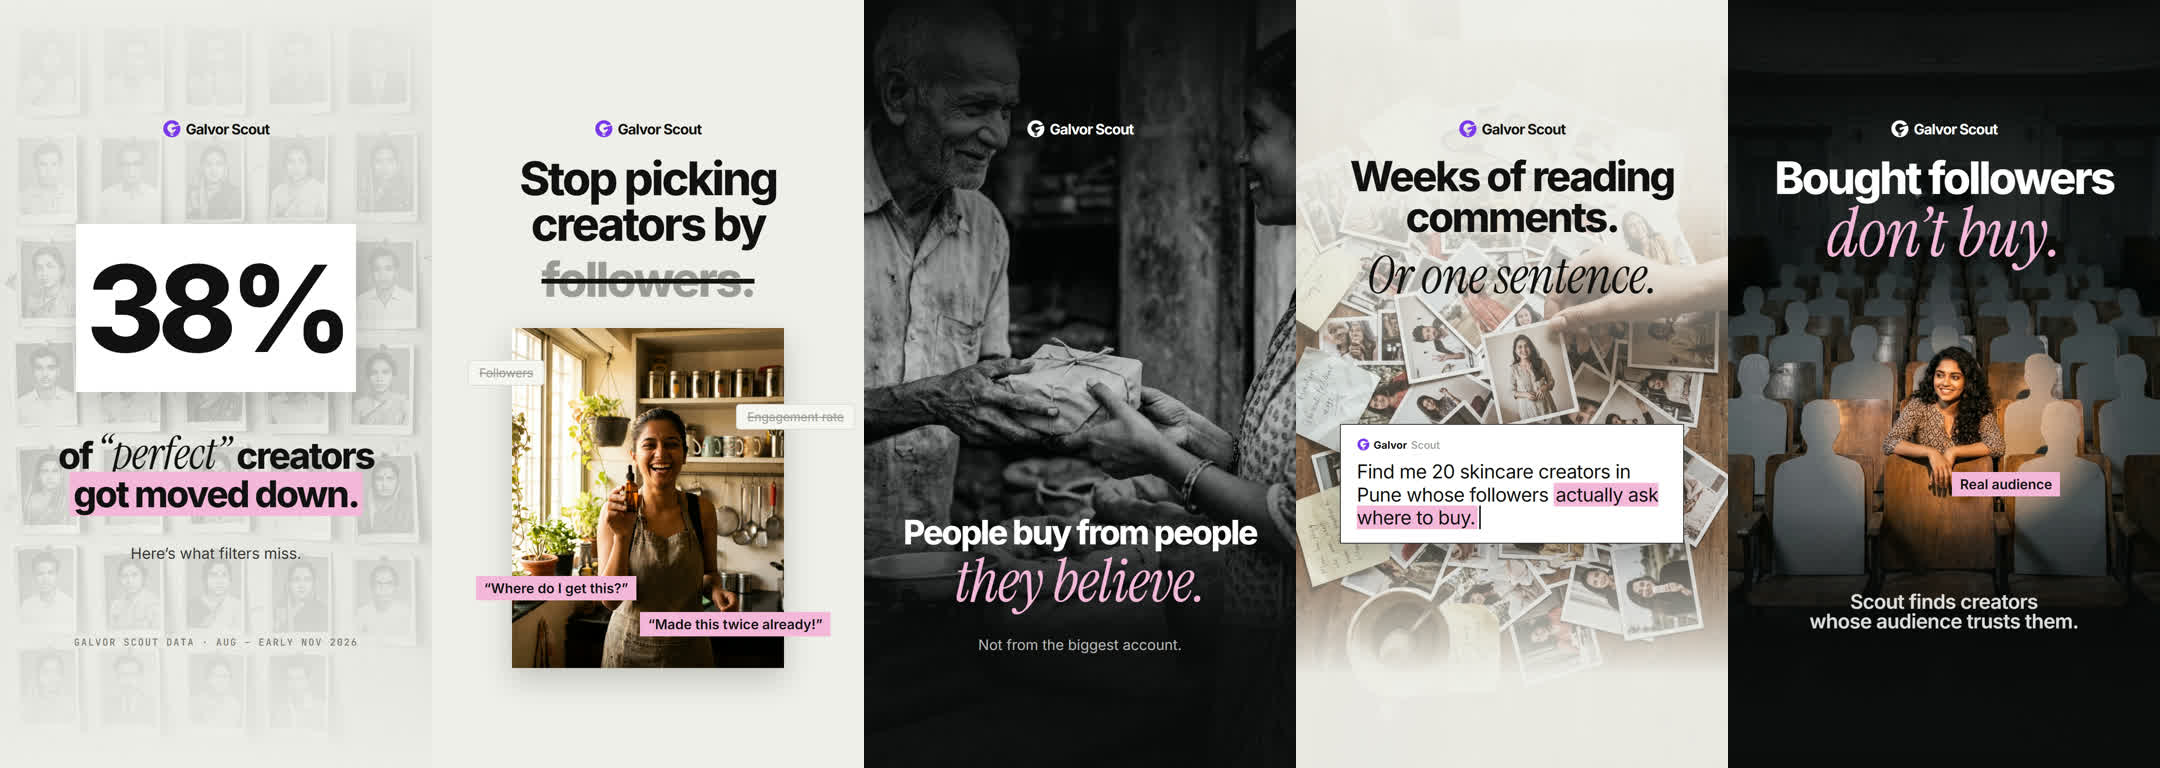 Galvor Scout
38%
of “perfect” creators
got moved down.
Here's what filters miss.
GALVOR SCOUT DATA · AUG – EARLY NOV 2026
Galvor Scout
Stop picking
creators by
followers.
Followers
Engagement rate
“Where do I get this?”
“Made this twice already!”
Galvor Scout
People buy from people
they believe.
Not from the biggest account.
Galvor Scout
Weeks of reading
comments.
Or one sentence.
Galvor Scout
Find me 20 skincare creators in
Pune whose followers actually ask
where to buy.
Galvor Scout
Bought followers
don't buy.
Real audience
Scout finds creators
whose audience trusts them.